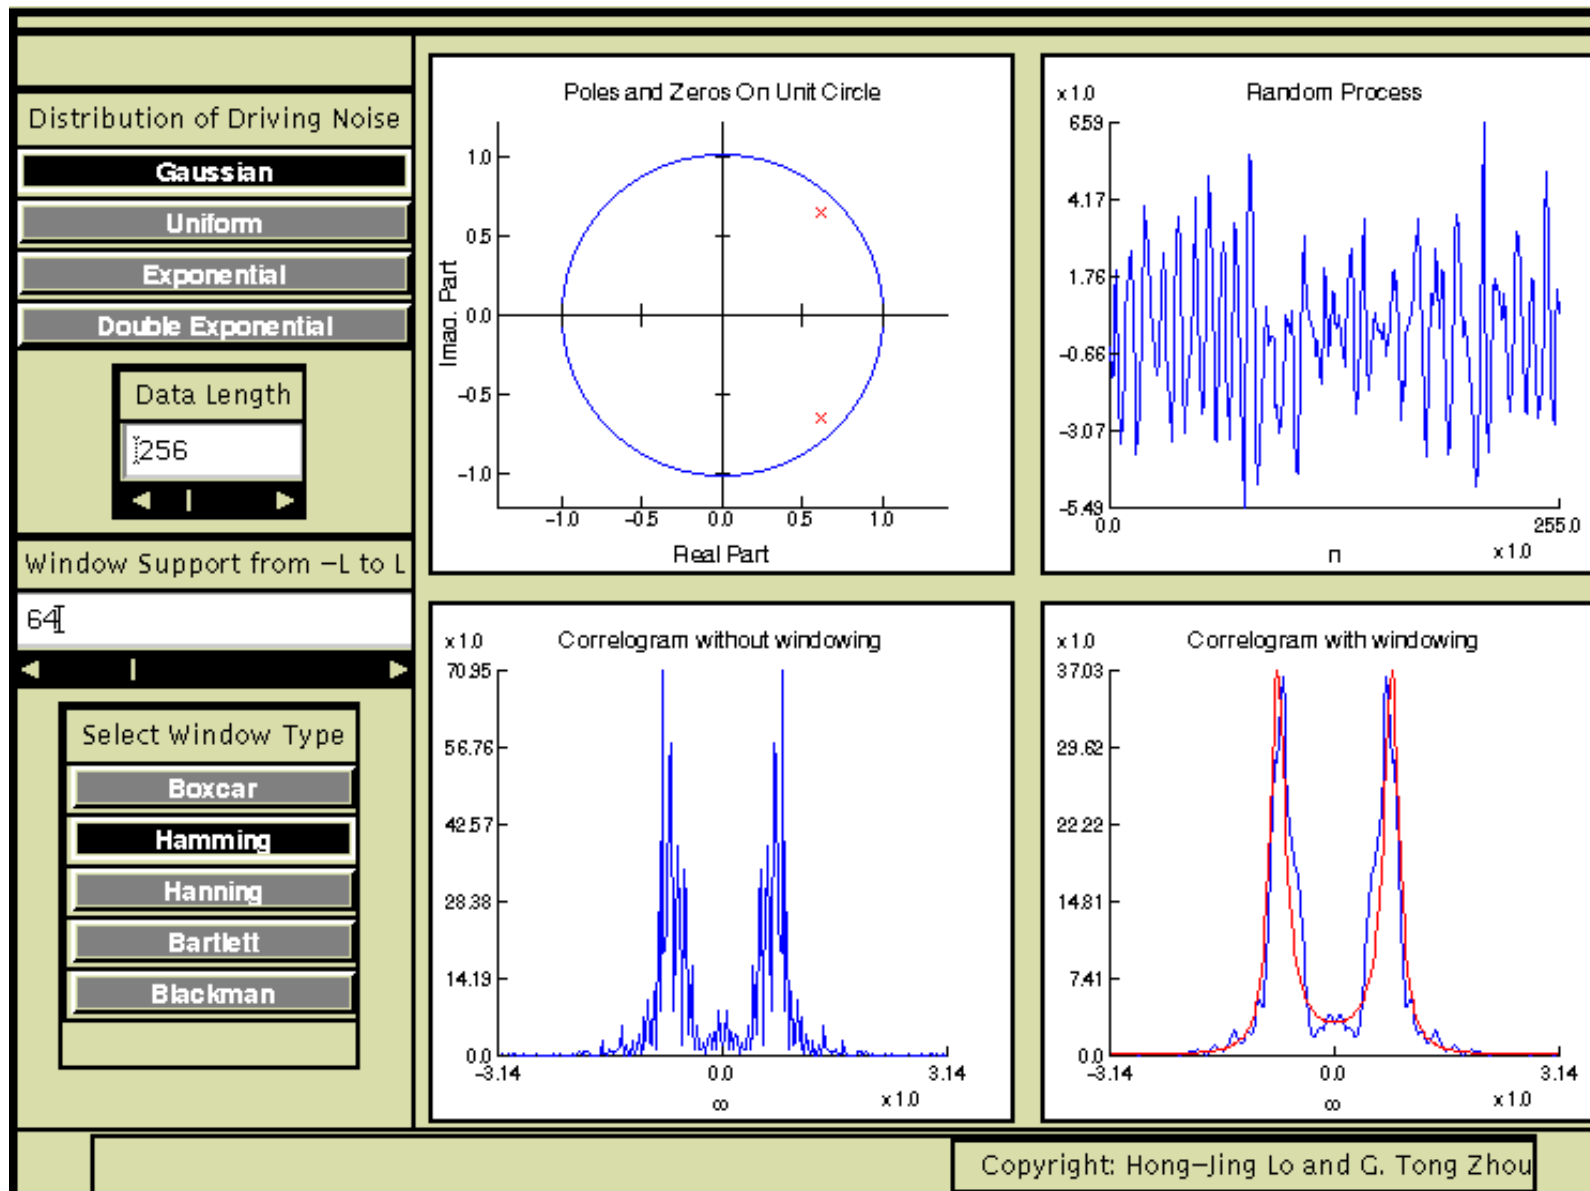 Distribution of Driving Noise
Gaussian
Uniform
Exponential
Double Exponential
Data Length
256
Window Support from −L to L
64
Select Window Type
Boxcar
Hamming
Hanning
Bartlett
Blackman
Poles and Zeros On Unit Circle
Imag. Part
1.0
0.5
0.0
−0.5
−1.0
−1.0 −0.5 0.0 0.5 1.0
Real Part
x 1.0 Random Process
6.59
4.17
1.76
−0.66
−3.07
−5.49
0.0 255.0
n x 1.0
x 1.0 Correlogram without windowing
70.95
56.76
42.57
28.38
14.19
0.0
−3.14 0.0 3.14
ω x 1.0
x 1.0 Correlogram with windowing
37.03
29.62
22.22
14.81
7.41
0.0
−3.14 0.0 3.14
ω x 1.0
Copyright: Hong−Jing Lo and G. Tong Zhou